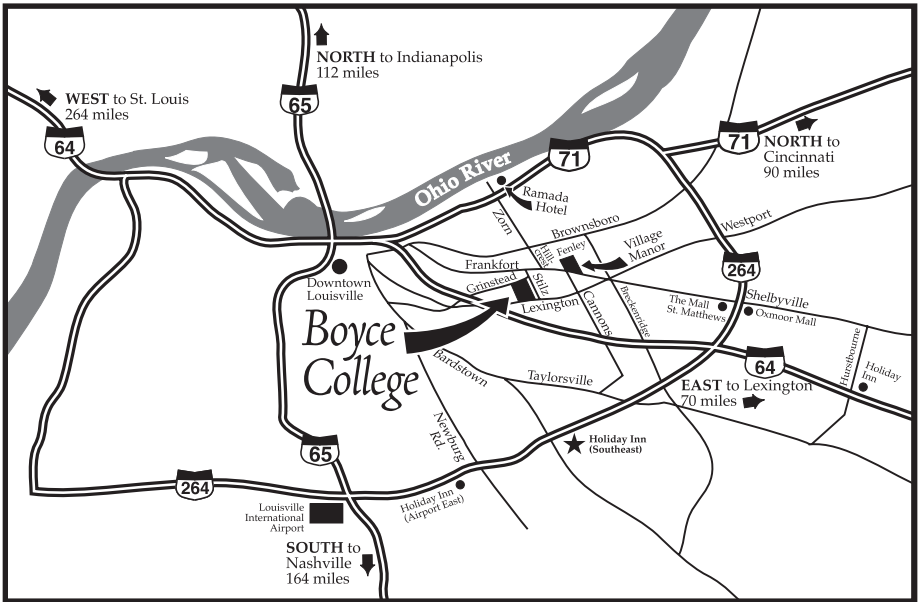 NORTH to Indianapolis
112 miles
WEST to St. Louis
264 miles
65
64
71
71
NORTH to
Cincinnati
90 miles
Ohio River
Ramada
Hotel
Zorn
Brownsboro
Westport
Hill-
crest
Fenley
Village
Manor
Frankfort
264
Downtown
Louisville
Grinstead
Stilz
Lexington
Cannons
Breckenridge
The Mall
St. Matthews
Shelbyville
Oxmoor Mall
Boyce
College
Bardstown
Taylorsville
64
Hurstbourne
Holiday
Inn
EAST to Lexington
70 miles
Newburg
Rd.
Holiday Inn
(Southeast)
65
264
Holiday Inn
(Airport East)
Louisville
International
Airport
SOUTH to
Nashville
164 miles